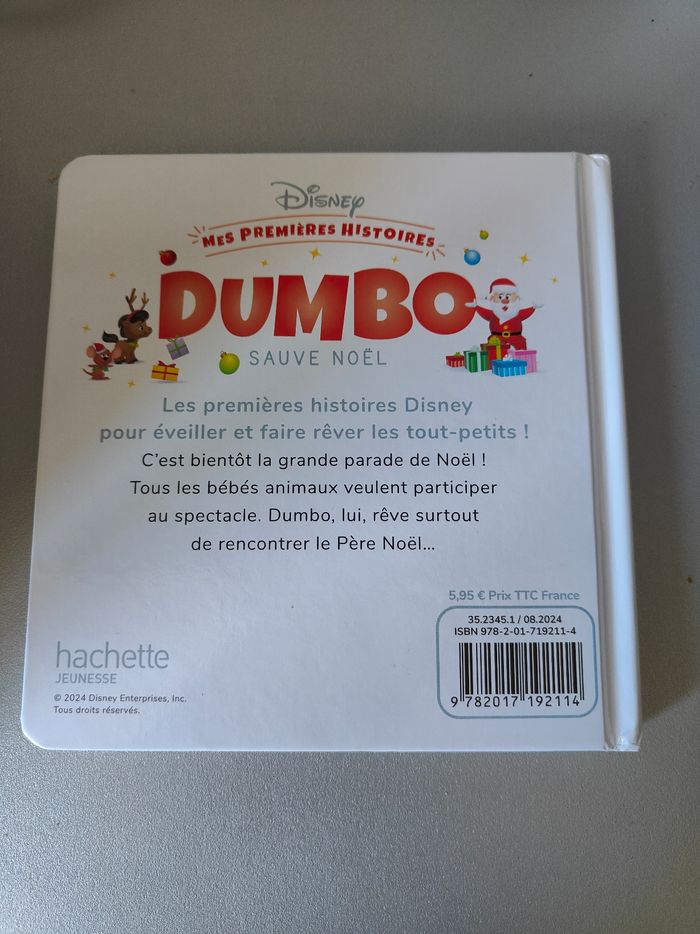 Disney
MES PREMIÈRES HISTOIRES
DUMBO
SAUVE NOËL
Les premières histoires Disney
pour éveiller et faire rêver les tout-petits !
C'est bientôt la grande parade de Noël !
Tous les bébés animaux veulent participer
au spectacle. Dumbo, lui, rêve surtout
de rencontrer le Père Noël...
5,95 € Prix TTC France
35.2345.1 / 08.2024
ISBN 978-2-01-719211-4
9 782017 192114
hachette
JEUNESSE
© 2024 Disney Enterprises, Inc.
Tous droits réservés.